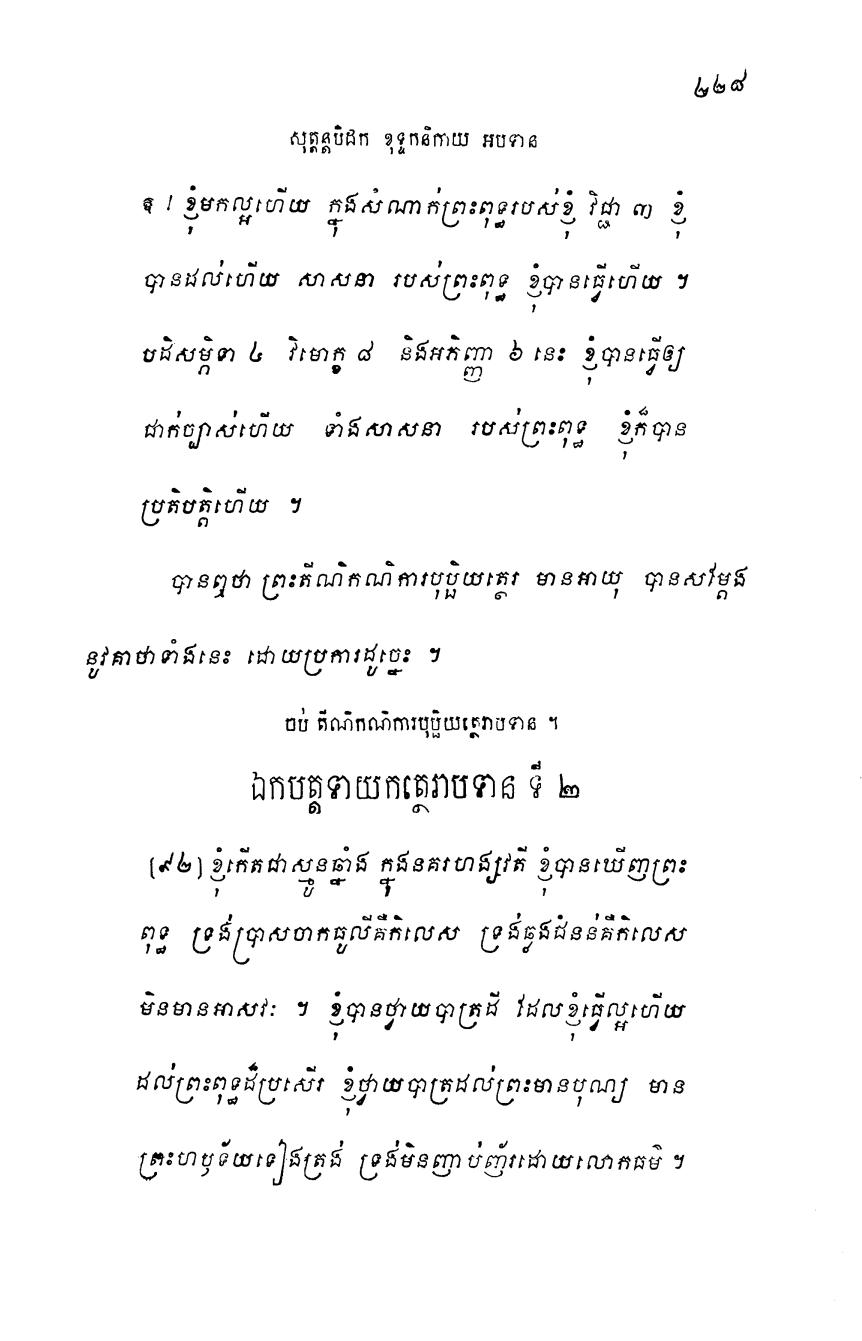 ២២៨
សុត្តន្តបិដក ខុទ្ទកនិកាយ អបទាន
ឱ ! ខ្ញុំមកល្អហើយ ក្នុងសំណាក់ព្រះពុទ្ធរបស់ខ្ញុំ វិជ្ជា ៣ ខ្ញុំ
បានដល់ហើយ សាសនា របស់ព្រះពុទ្ធ ខ្ញុំបានធ្វើហើយ ។
បដិសម្ភិទា ៤ វិមោក្ខ ៨ និងអភិញ្ញា ៦ នេះ ខ្ញុំបានធ្វើឲ្យ
ជាក់ច្បាស់ហើយ ទាំងសាសនា របស់ព្រះពុទ្ធ ខ្ញុំក៏បាន
ប្រតិបត្តិហើយ ។
បានឮថា ព្រះតីណិកណិការបុប្ផិយត្ថេរ មានអាយុ បានសម្ដែង
នូវគាថាទាំងនេះ ដោយប្រការដូច្នេះ ។
ចប់ តីណិកណិការបុប្ផិយត្ថេរាបទាន ។
ឯកបត្តទាយកត្ថេរាបទាន ទី ២
[៩២] ខ្ញុំកើតជាស្មូនឆ្នាំង ក្នុងនគរហង្សវតី ខ្ញុំបានឃើញព្រះ
ពុទ្ធ ទ្រង់ប្រាសចាកធូលីគឺកិលេស ទ្រង់ឆ្លងជំនន់គឺកិលេស
មិនមានអាសវៈ ។ ខ្ញុំបានថ្វាយបាត្រដី ដែលខ្ញុំធ្វើល្អហើយ
ដល់ព្រះពុទ្ធដ៏ប្រសើរ ខ្ញុំថ្វាយបាត្រដល់ព្រះមានបុណ្យ មាន
ព្រះហឫទ័យទៀងត្រង់ ទ្រង់មិនញាប់ញ័រដោយលោកធម៌ ។